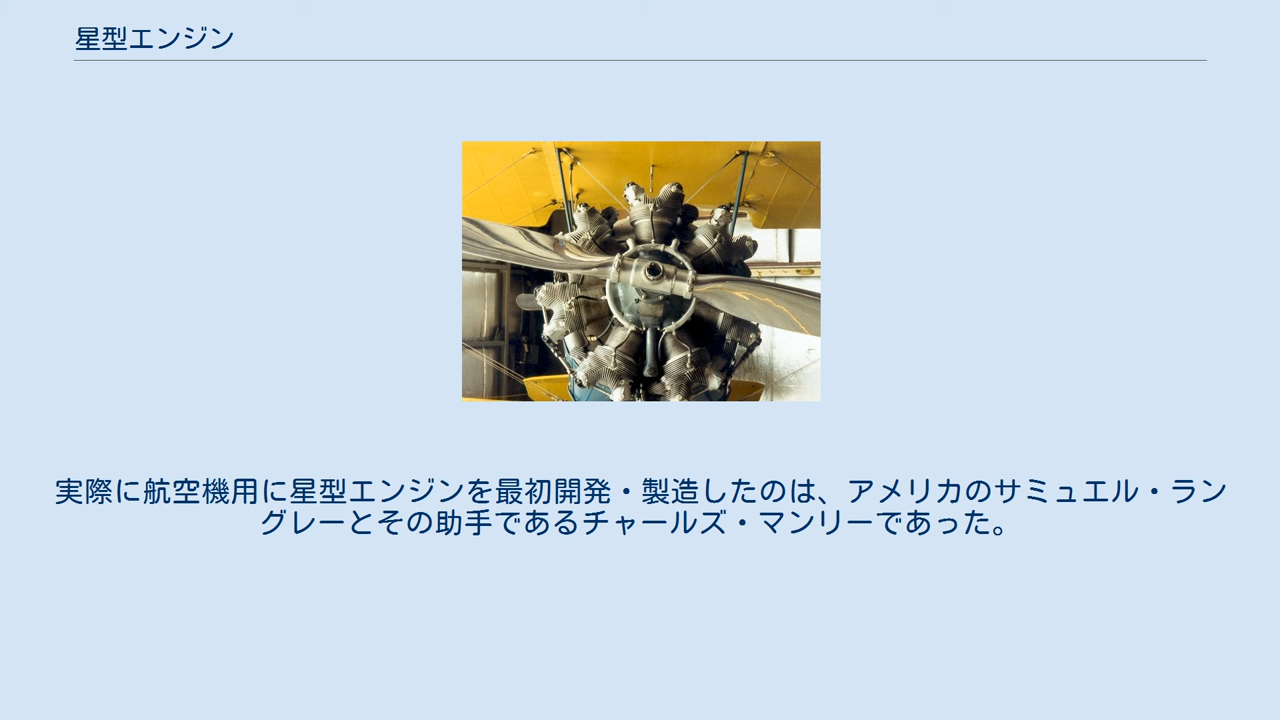 星型エンジン
実際に航空機用に星型エンジンを最初開発・製造したのは、アメリカのサミュエル・ラン
グレーとその助手であるチャールズ・マンリーであった。